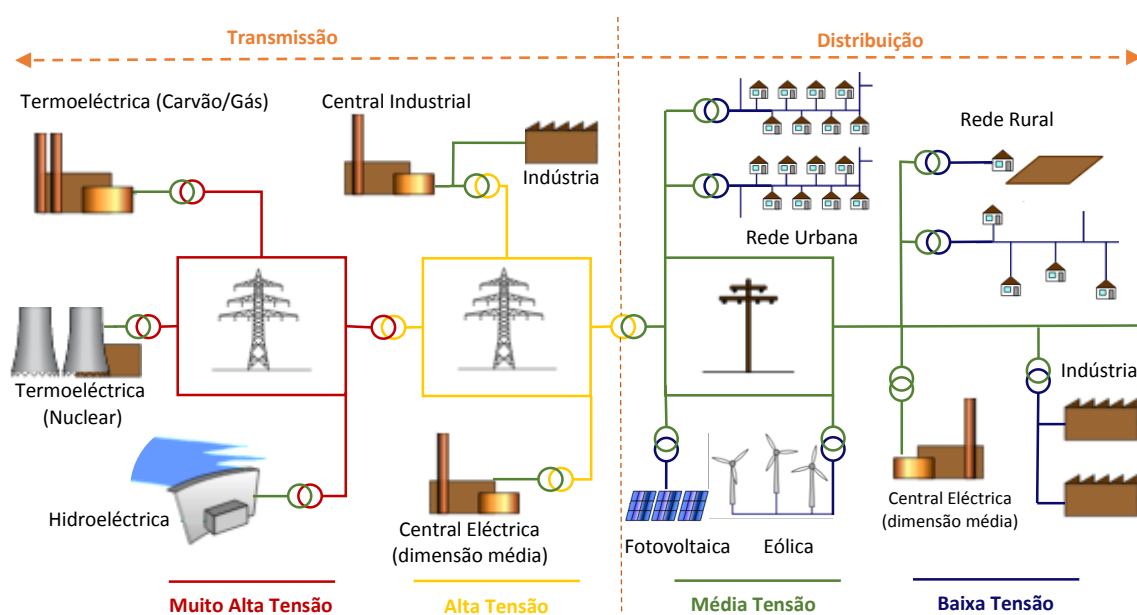 Transmissão
Distribuição
Termoeléctrica (Carvão/Gás)
Central Industrial
Indústria
Rede Rural
Rede Urbana
Termoeléctrica
(Nuclear)
Indústria
Hidroeléctrica
Central Eléctrica
(dimensão média)
Fotovoltaica
Eólica
Central Eléctrica
(dimensão média)
Muito Alta Tensão
Alta Tensão
Média Tensão
Baixa Tensão